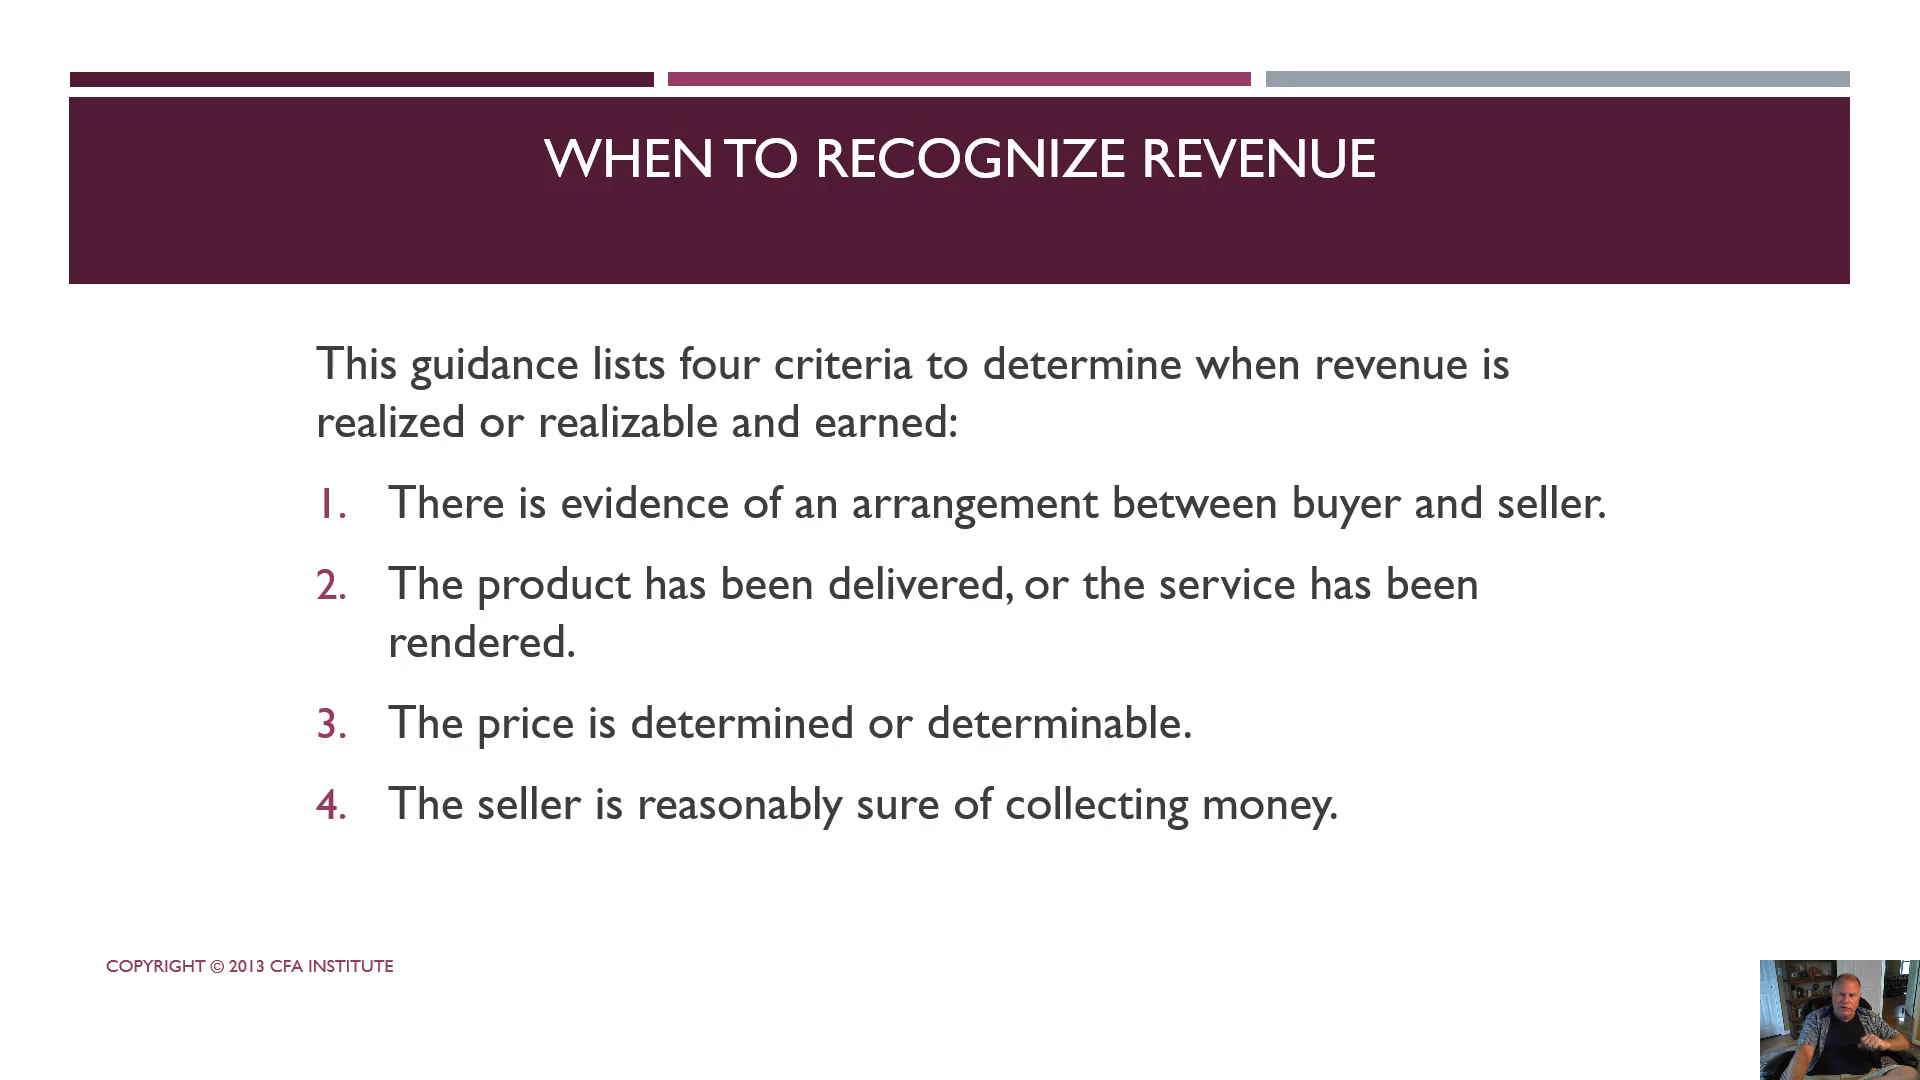 WHEN TO RECOGNIZE REVENUE
This guidance lists four criteria to determine when revenue is
realized or realizable and earned:
1. There is evidence of an arrangement between buyer and seller.
2. The product has been delivered, or the service has been
rendered.
3. The price is determined or determinable.
4. The seller is reasonably sure of collecting money.
COPYRIGHT © 2013 CFA INSTITUTE